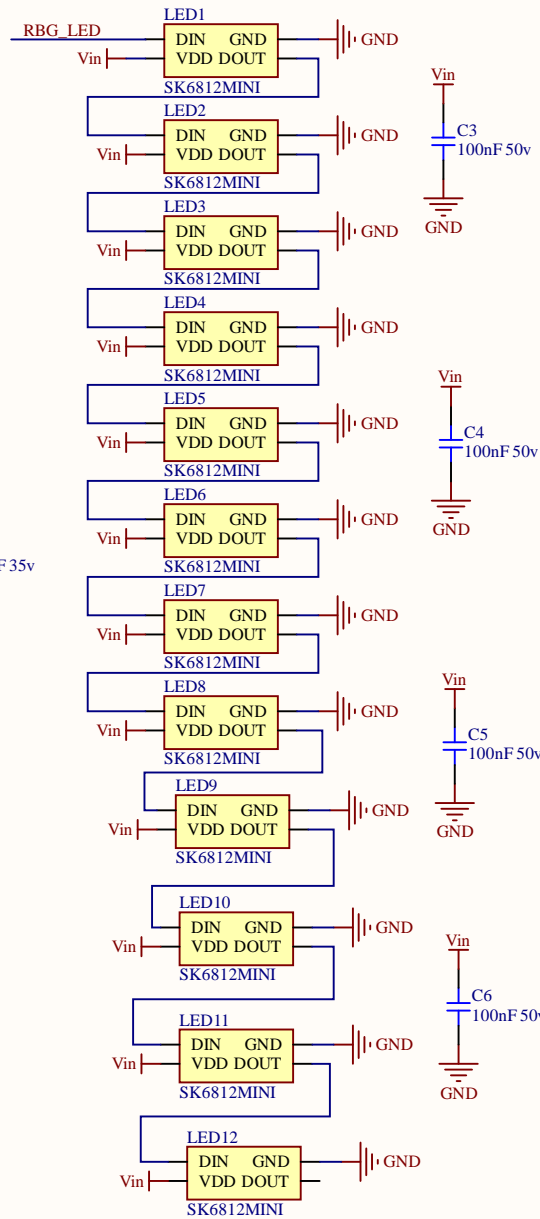 LED1
RBG_LED
DIN GND
GND
Vin
VDD DOUT
SK6812MINI
LED2
DIN GND
GND
Vin
VDD DOUT
SK6812MINI
Vin
C3
100nF 50v
GND
LED3
DIN GND
GND
Vin
VDD DOUT
SK6812MINI
LED4
DIN GND
GND
Vin
VDD DOUT
SK6812MINI
LED5
DIN GND
GND
Vin
VDD DOUT
SK6812MINI
Vin
C4
100nF 50v
GND
LED6
DIN GND
GND
Vin
VDD DOUT
SK6812MINI
F 35v
LED7
DIN GND
GND
Vin
VDD DOUT
SK6812MINI
LED8
DIN GND
GND
Vin
VDD DOUT
SK6812MINI
Vin
C5
100nF 50v
GND
LED9
DIN GND
GND
Vin
VDD DOUT
SK6812MINI
LED10
DIN GND
GND
Vin
VDD DOUT
SK6812MINI
Vin
C6
100nF 50v
GND
LED11
DIN GND
GND
Vin
VDD DOUT
SK6812MINI
LED12
DIN GND
GND
Vin
VDD DOUT
SK6812MINI